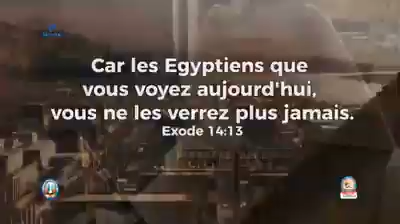 Car les Egyptiens que
vous voyez aujourd'hui,
vous ne les verrez plus jamais.
Exode 14:13